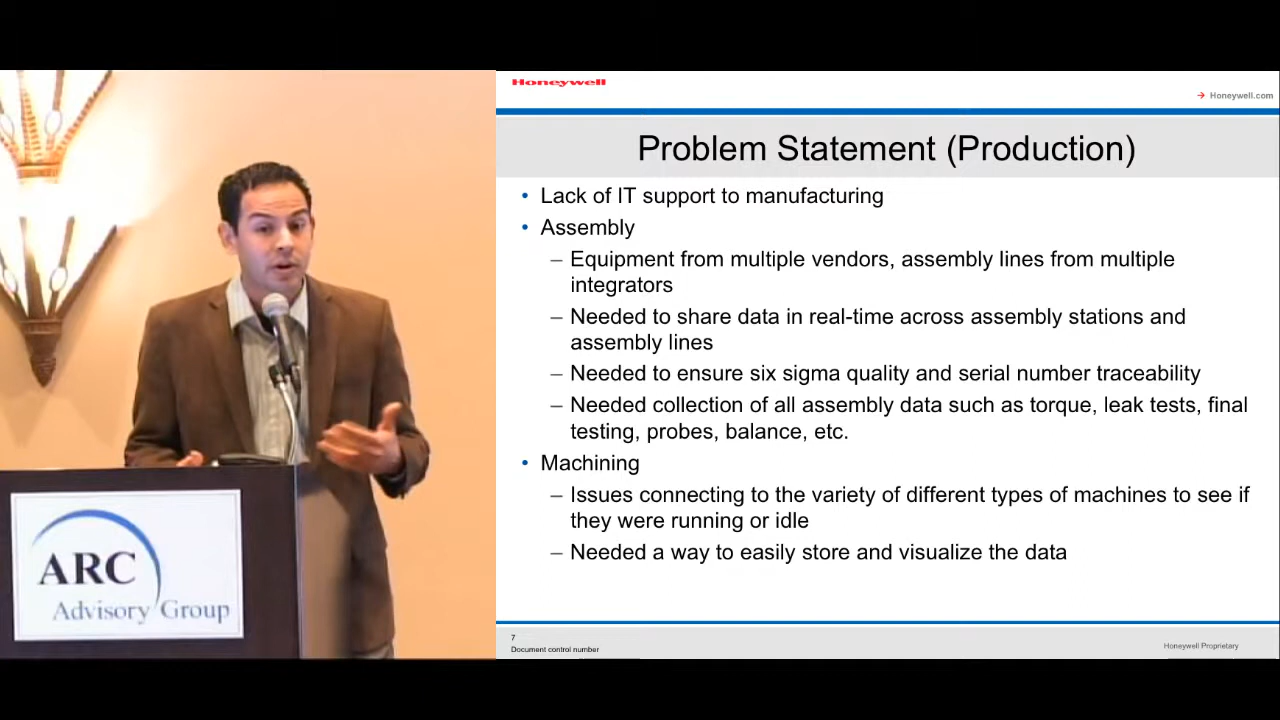 Honeywell
→ Honeywell.com
Problem Statement (Production)
• Lack of IT support to manufacturing
• Assembly
– Equipment from multiple vendors, assembly lines from multiple
integrators
– Needed to share data in real-time across assembly stations and
assembly lines
– Needed to ensure six sigma quality and serial number traceability
– Needed collection of all assembly data such as torque, leak tests, final
testing, probes, balance, etc.
• Machining
– Issues connecting to the variety of different types of machines to see if
they were running or idle
– Needed a way to easily store and visualize the data
7
Document control number
Honeywell Proprietary
ARC
Advisory Group